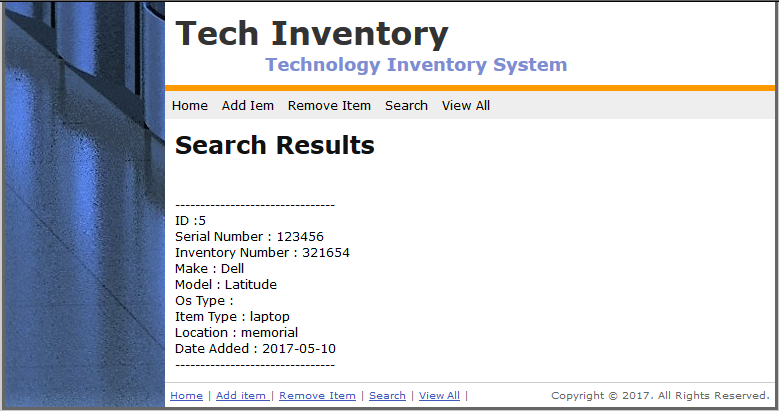 Tech Inventory
Technology Inventory System
Home Add Iem Remove Item Search View All
Search Results
--------------------------------
ID :5
Serial Number : 123456
Inventory Number : 321654
Make : Dell
Model : Latitude
Os Type :
Item Type : laptop
Location : memorial
Date Added : 2017-05-10
--------------------------------
Home | Add item | Remove Item | Search | View All | Copyright © 2017. All Rights Reserved.